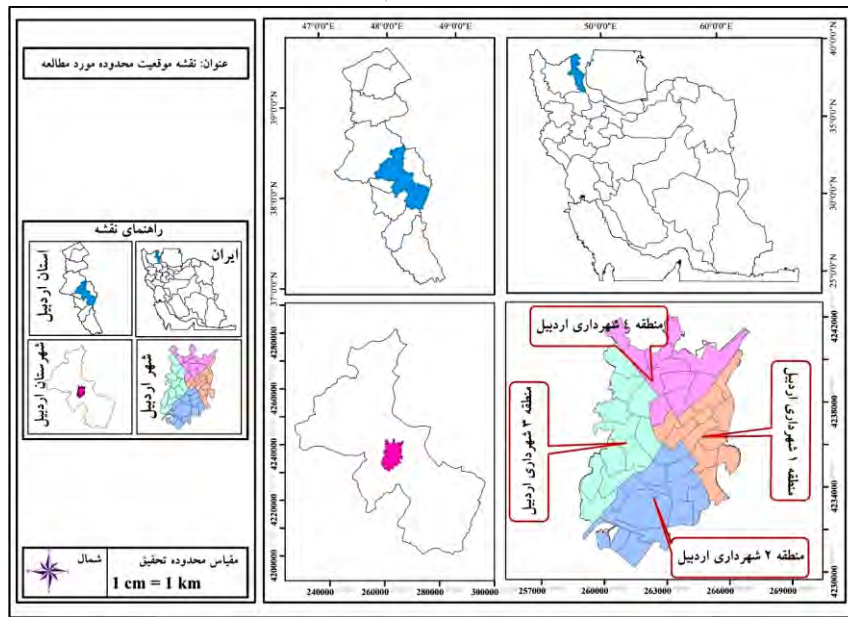 عنوان: نقشه موقعیت محدوده مورد مطالعه
راهنمای نقشه
ایران
استان اردبیل
شهر اردبیل
شهرستان اردبیل
مقیاس محدوده تحقیق
1 cm = 1 km
شمال
47°0'0"E 48°0'0"E 49°0'0"E
39°0'0"N
38°0'0"N
37°0'0"N
50°0'0"E 60°0'0"E
40°0'0"N
35°0'0"N
30°0'0"N
25°0'0"N
4280000
4260000
4240000
4220000
4200000
240000 260000 280000 300000
منطقه ٤ شهرداری اردبیل
منطقه ۳ شهرداری اردبیل
منطقه ۱ شهرداری اردبیل
منطقه ۲ شهرداری اردبیل
4242000
4238000
4234000
4230000
257000 260000 263000 266000 269000